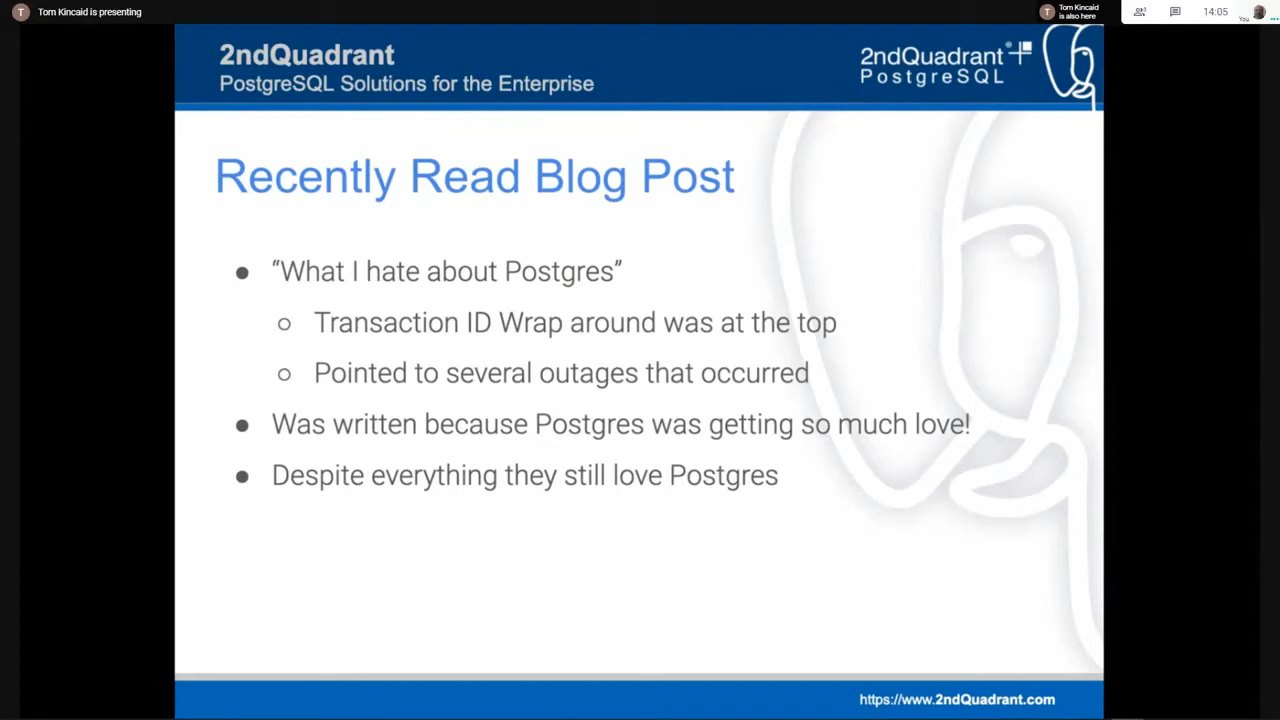 Tom Kincaid is presenting
T
Tom Kincaid
is also here
T
3
14:05
You
2ndQuadrant
PostgreSQL Solutions for the Enterprise
2ndQuadrant®
PostgreSQL
Recently Read Blog Post
● “What I hate about Postgres”
○ Transaction ID Wrap around was at the top
○ Pointed to several outages that occurred
● Was written because Postgres was getting so much love!
● Despite everything they still love Postgres
https://www.2ndQuadrant.com